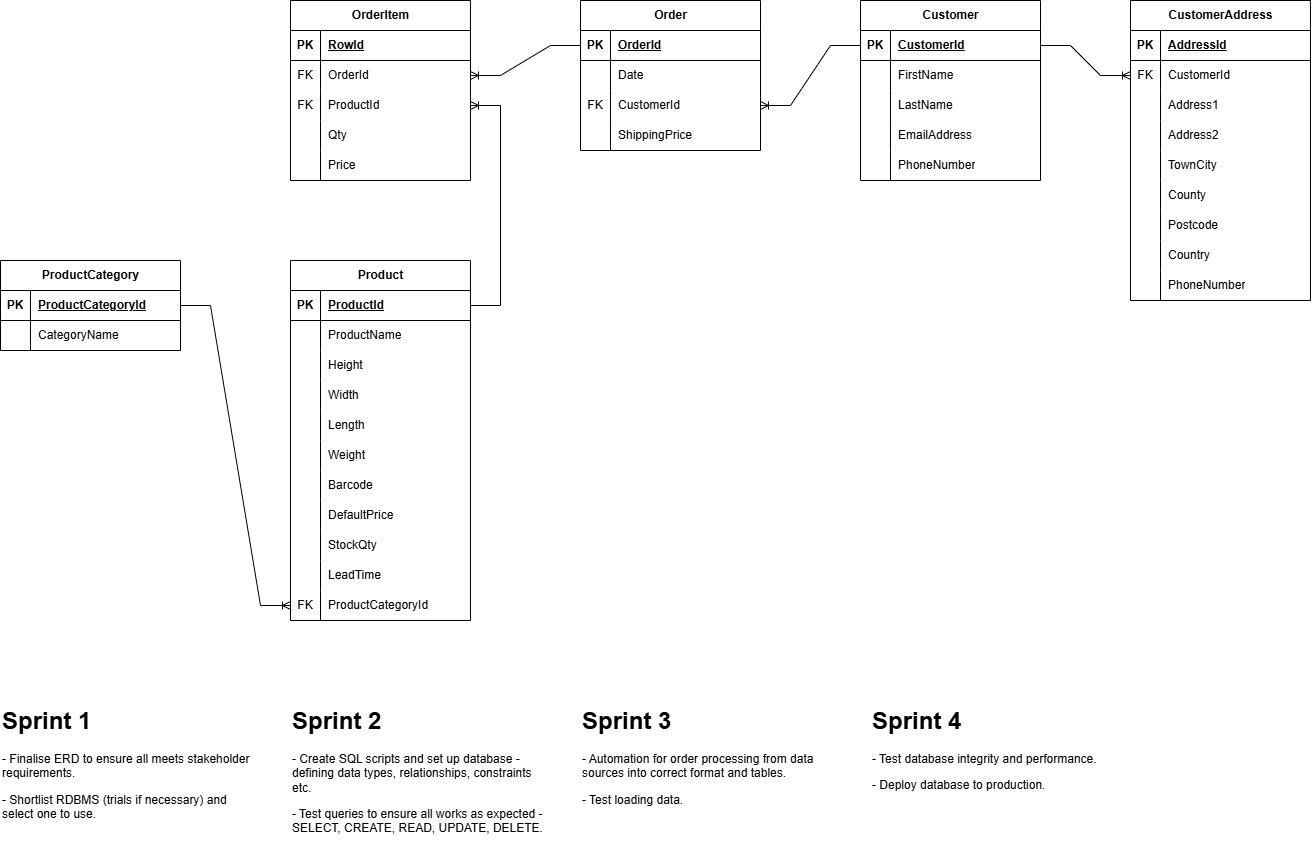 OrderItem
PK RowId
FK OrderId
FK ProductId
Qty
Price
Order
PK OrderId
Date
FK CustomerId
ShippingPrice
Customer
PK CustomerId
FirstName
LastName
EmailAddress
PhoneNumber
CustomerAddress
PK AddressId
FK CustomerId
Address1
Address2
TownCity
County
Postcode
Country
PhoneNumber
ProductCategory
PK ProductCategoryId
CategoryName
Product
PK ProductId
ProductName
Height
Width
Length
Weight
Barcode
DefaultPrice
StockQty
LeadTime
FK ProductCategoryId
Sprint 1
- Finalise ERD to ensure all meets stakeholder
requirements.
- Shortlist RDBMS (trials if necessary) and
select one to use.
Sprint 2
- Create SQL scripts and set up database -
defining data types, relationships, constraints
etc.
- Test queries to ensure all works as expected -
SELECT, CREATE, READ, UPDATE, DELETE.
Sprint 3
- Automation for order processing from data
sources into correct format and tables.
- Test loading data.
Sprint 4
- Test database integrity and performance.
- Deploy database to production.